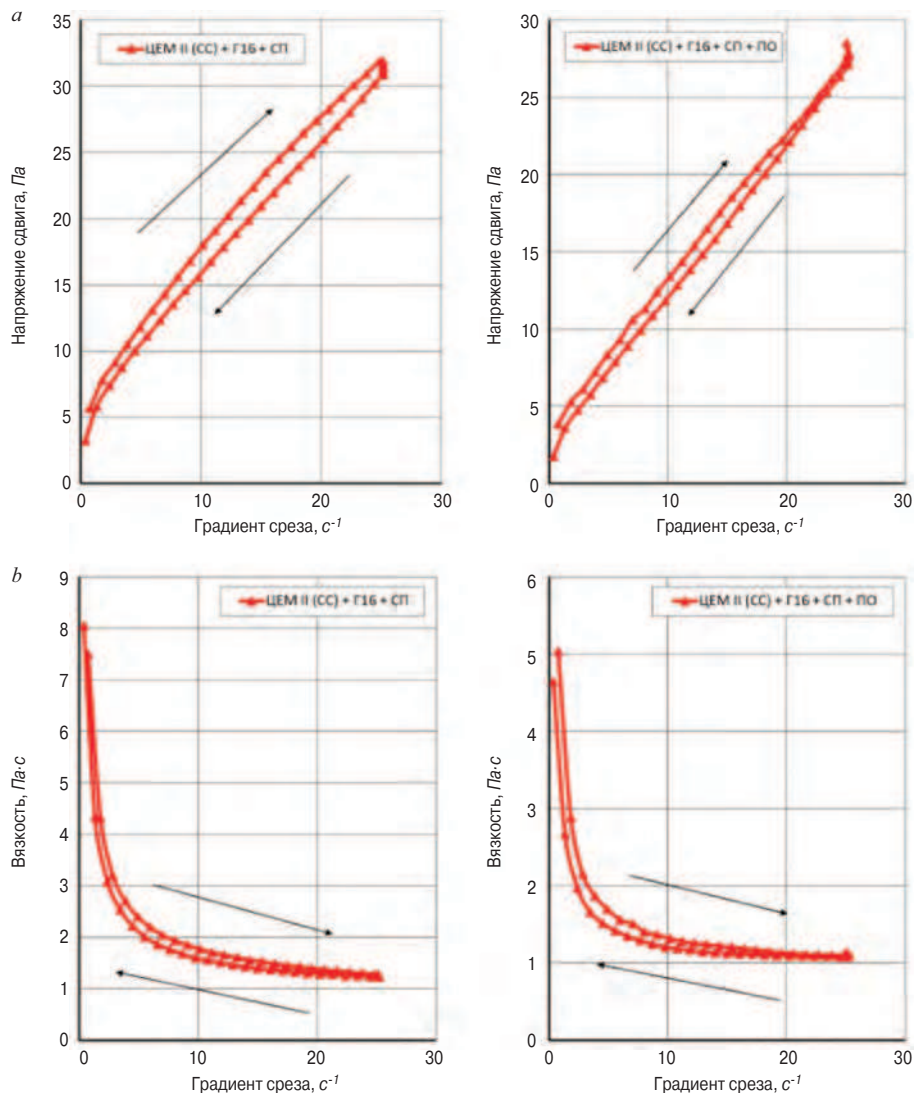 a
35
30
25
20
15
10
5
0
ЦЕМ II (СС) + Г16 + СП
Напряжение сдвига, Па
0 10 20 30
Градиент среза, с⁻¹
30
25
20
15
10
5
0
ЦЕМ II (СС) + Г16 + СП + ПО
Напряжение сдвига, Па
0 10 20 30
Градиент среза, с⁻¹
b
9
8
7
6
5
4
3
2
1
0
ЦЕМ II (СС) + Г16 + СП
Вязкость, Па·с
0 10 20 30
Градиент среза, с⁻¹
6
5
4
3
2
1
0
ЦЕМ II (СС) + Г16 + СП + ПО
Вязкость, Па·с
0 10 20 30
Градиент среза, с⁻¹